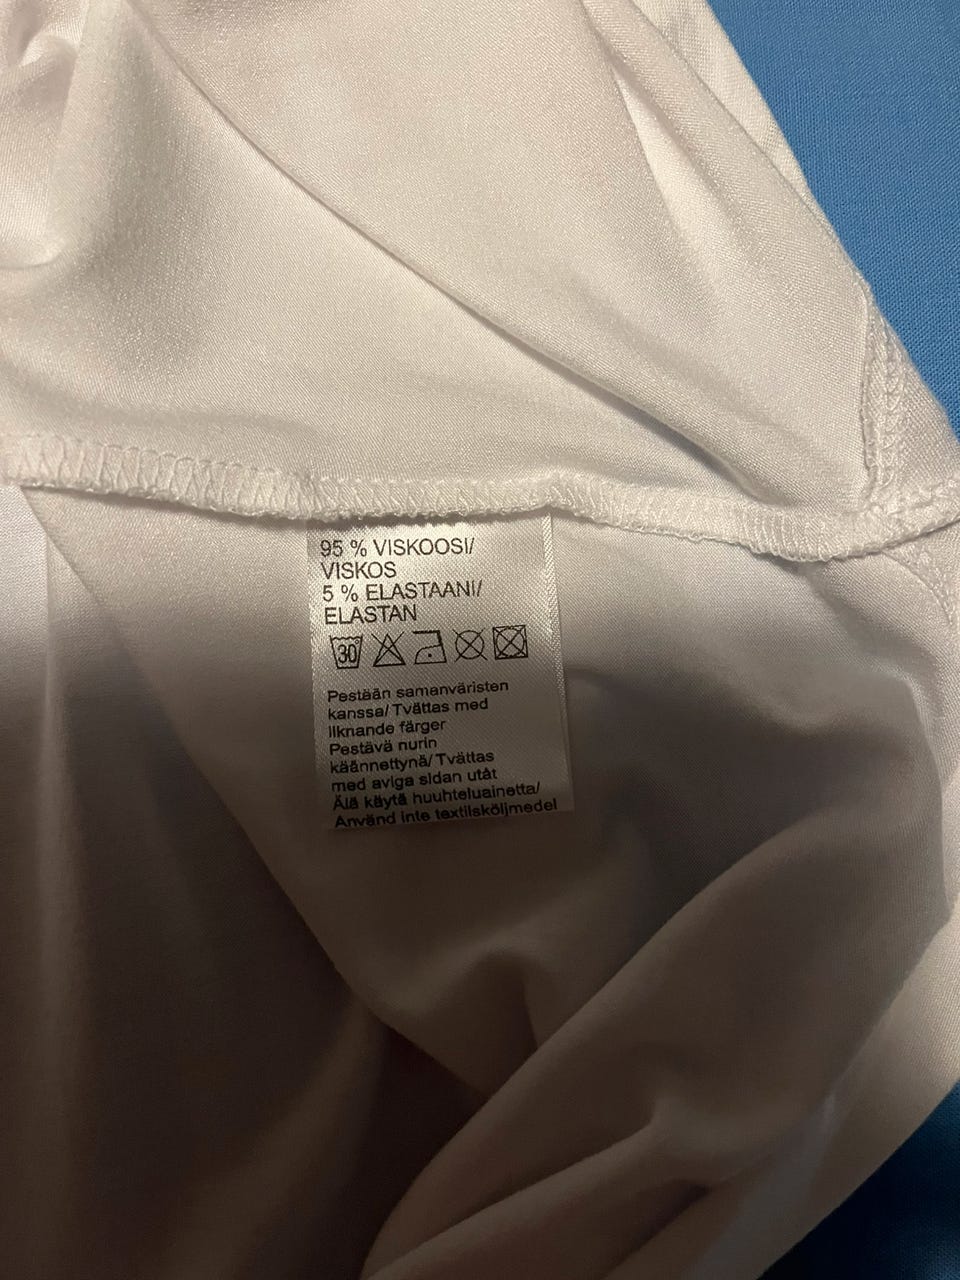 95 % VISKOOSI/
VISKOS
5 % ELASTAANI/
ELASTAN
30°
Pestään samanväristen
kanssa/Tvättas med
liknande färger
Pestävä nurin
käännettynä/Tvättas
med aviga sidan utåt
Älä käytä huuhteluainetta/
Använd inte textilsköljmedel